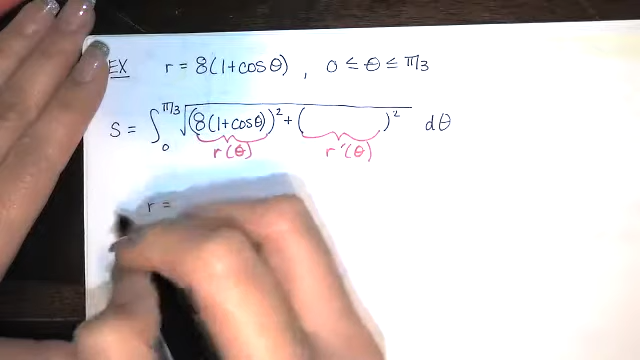 EX r = 8(1+cosθ) , 0 ≤ θ ≤ π/3
S = ∫₀^π/3 √(8(1+cosθ))² + ( )² dθ
r(θ) r'(θ)
r =